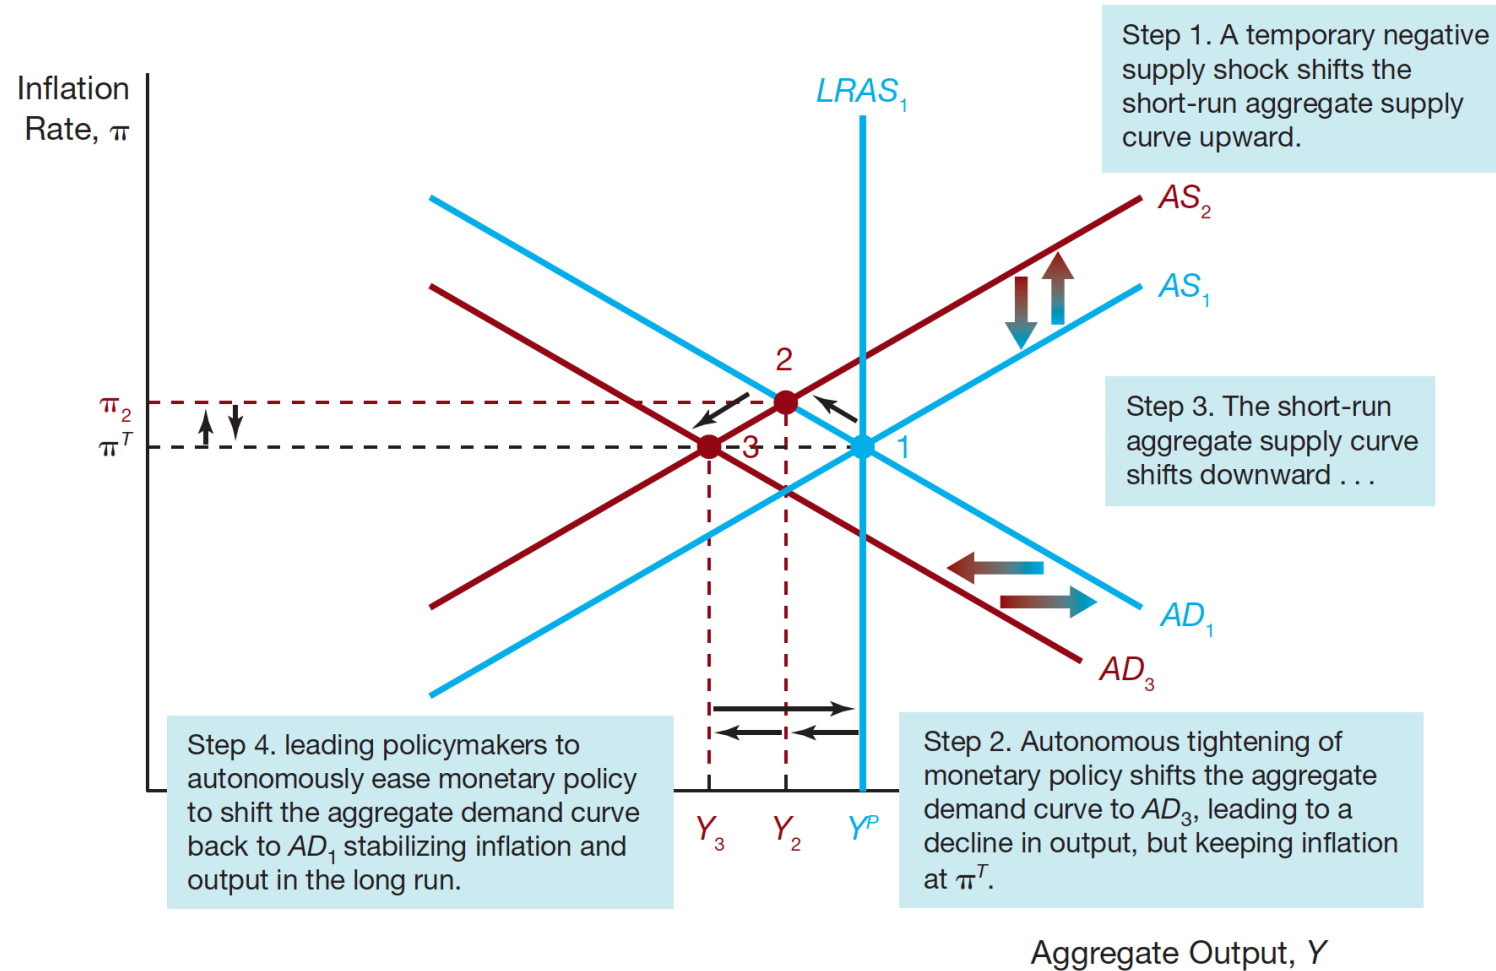 Inflation
Rate, π
LRAS₁
Step 1. A temporary negative
supply shock shifts the
short-run aggregate supply
curve upward.
AS₂
AS₁
2
π₂
πᵀ
3
1
Step 3. The short-run
aggregate supply curve
shifts downward . . .
AD₁
AD₃
Step 4. leading policymakers to
autonomously ease monetary policy
to shift the aggregate demand curve
back to AD₁ stabilizing inflation and
output in the long run.
Step 2. Autonomous tightening of
monetary policy shifts the aggregate
demand curve to AD₃, leading to a
decline in output, but keeping inflation
at πᵀ.
Y₃
Y₂
Yᴾ
Aggregate Output, Y